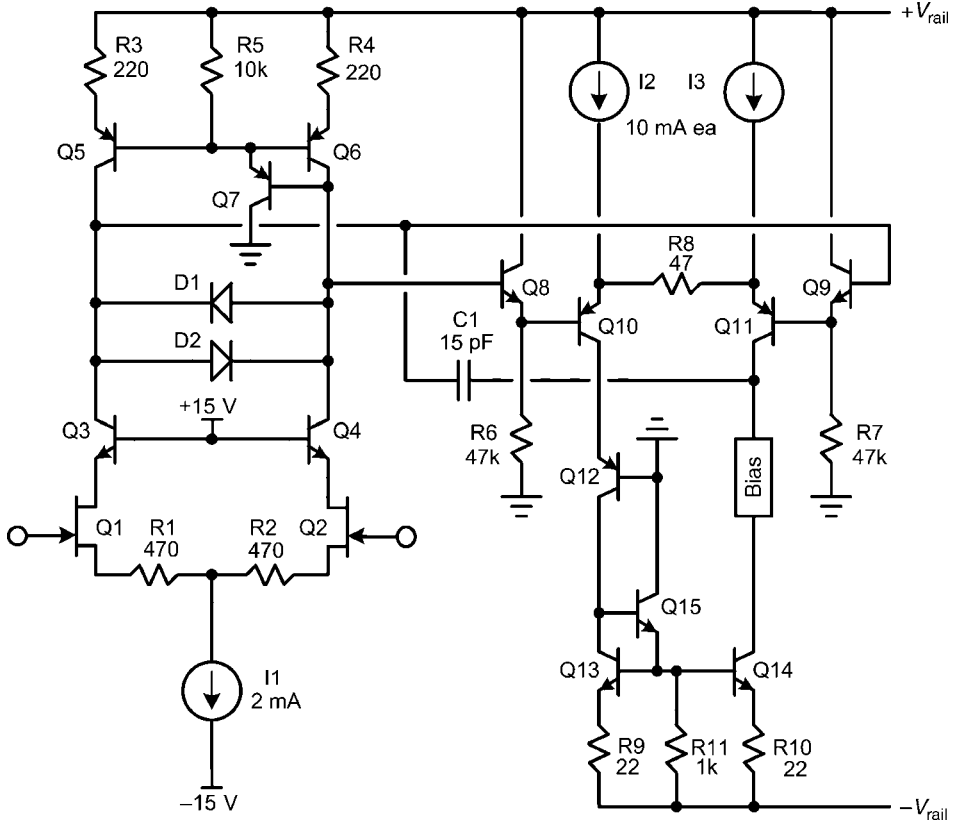 +Vrail
R3
220
R5
10k
R4
220
I2
I3
10 mA ea
Q5
Q6
Q7
R8
47
D1
Q8
Q10
Q11
Q9
C1
15 pF
D2
+15 V
Q3
Q4
R6
47k
Q12
Bias
R7
47k
Q1
R1
470
R2
470
Q2
Q15
Q13
Q14
I1
2 mA
R9
22
R11
1k
R10
22
–15 V
–Vrail